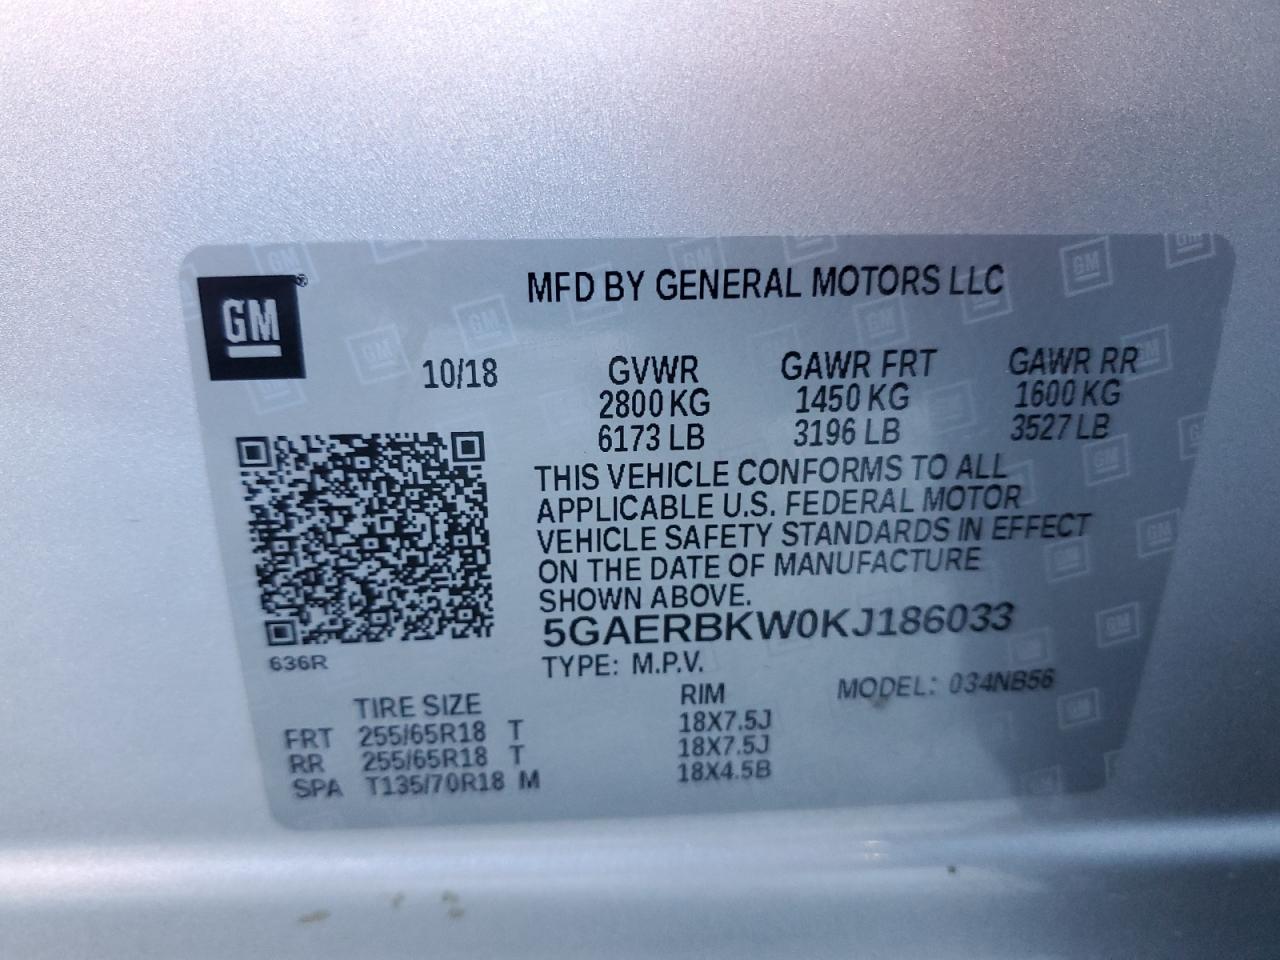 GM®
MFD BY GENERAL MOTORS LLC
10/18 GVWR GAWR FRT GAWR RR
2800 KG 1450 KG 1600 KG
6173 LB 3196 LB 3527 LB
THIS VEHICLE CONFORMS TO ALL
APPLICABLE U.S. FEDERAL MOTOR
VEHICLE SAFETY STANDARDS IN EFFECT
ON THE DATE OF MANUFACTURE
SHOWN ABOVE.
5GAERBKW0KJ186033
636R
TYPE: M.P.V.
MODEL: 034NB56
TIRE SIZE RIM
FRT 255/65R18 T 18X7.5J
RR 255/65R18 T 18X7.5J
SPA T135/70R18 M 18X4.5B